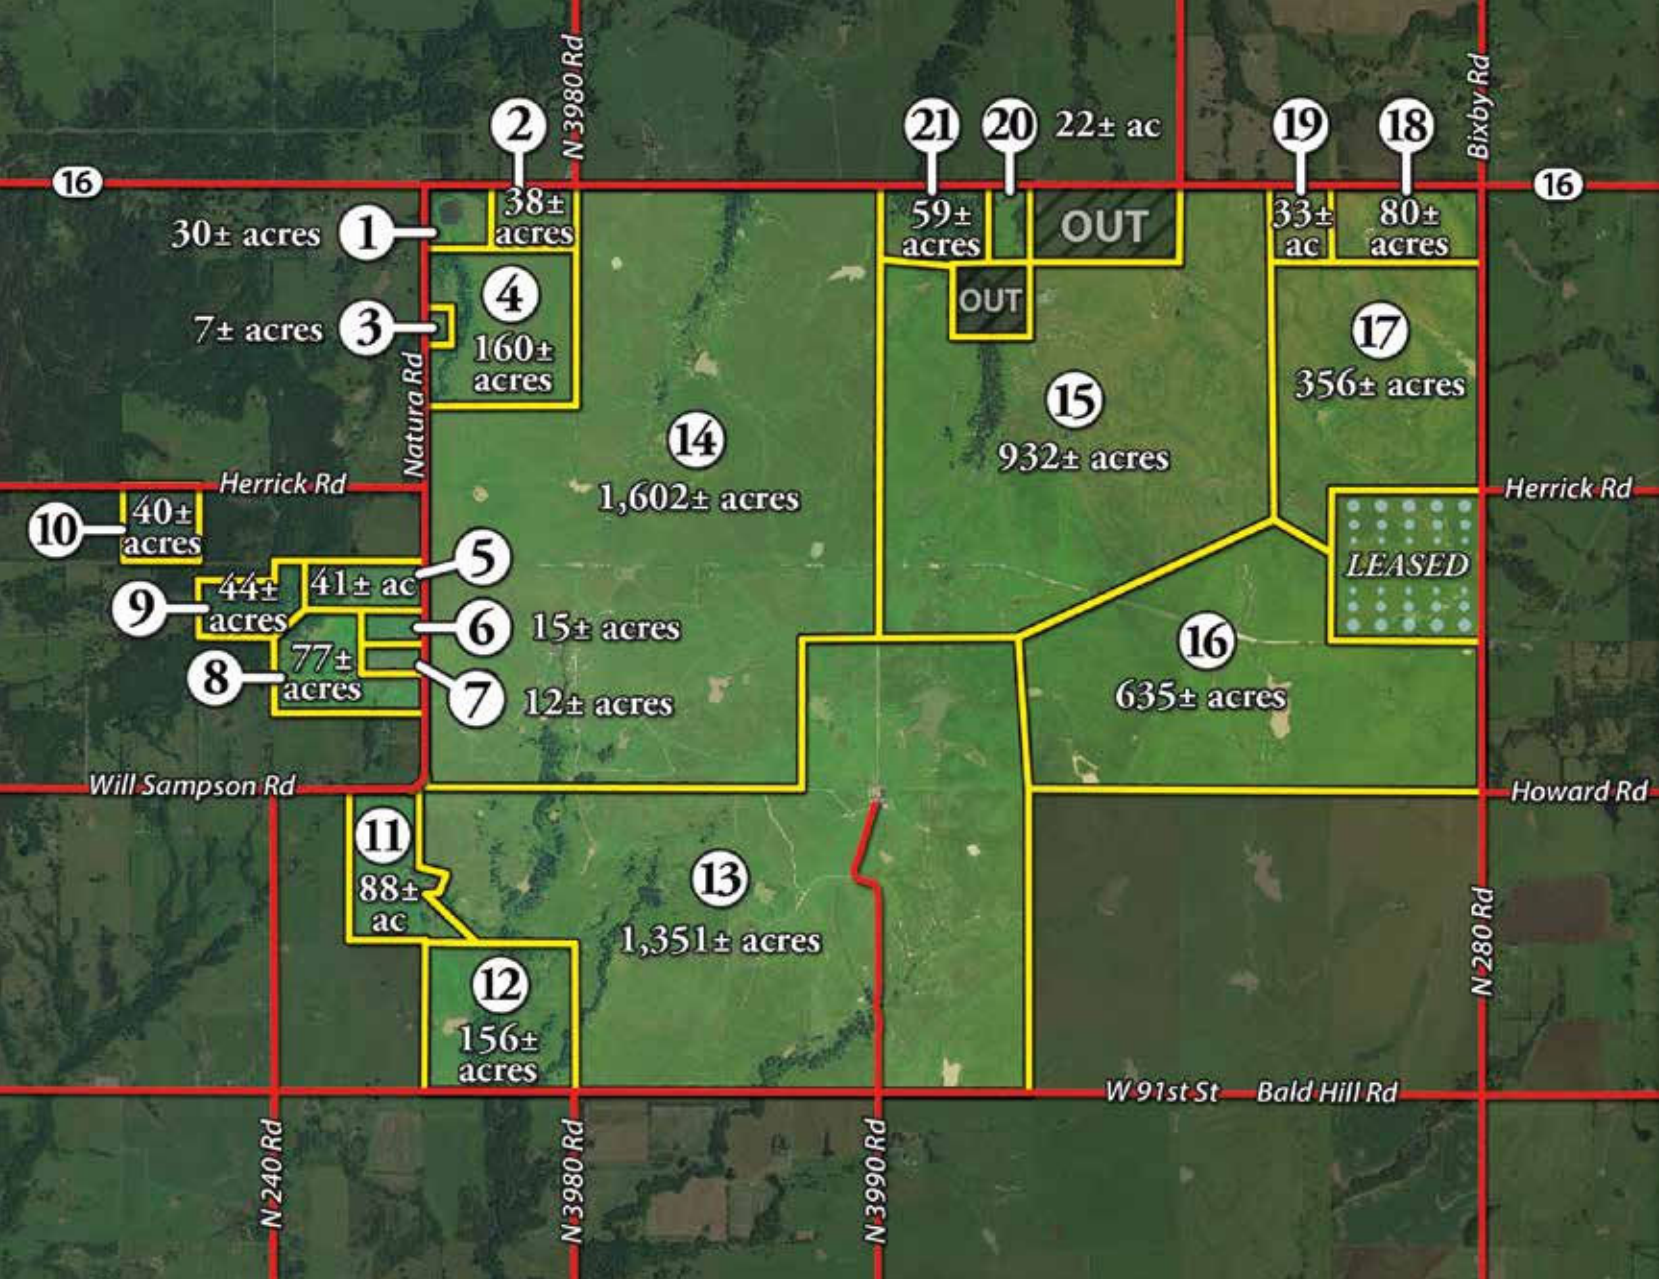 N 3980 Rd
Bixby Rd
2
21
20
22± ac
19
18
16
16
38±
acres
59±
acres
OUT
33±
ac
80±
acres
30± acres
1
4
160±
acres
OUT
7± acres
3
Natura Rd
17
356± acres
15
932± acres
14
1,602± acres
Herrick Rd
Herrick Rd
10
40±
acres
5
41± ac
9
44±
acres
LEASED
6
15± acres
16
635± acres
8
77±
acres
7
12± acres
Will Sampson Rd
Howard Rd
11
88±
ac
13
1,351± acres
N 280 Rd
12
156±
acres
W 91st St
Bald Hill Rd
N 240 Rd
N 3980 Rd
N 3990 Rd